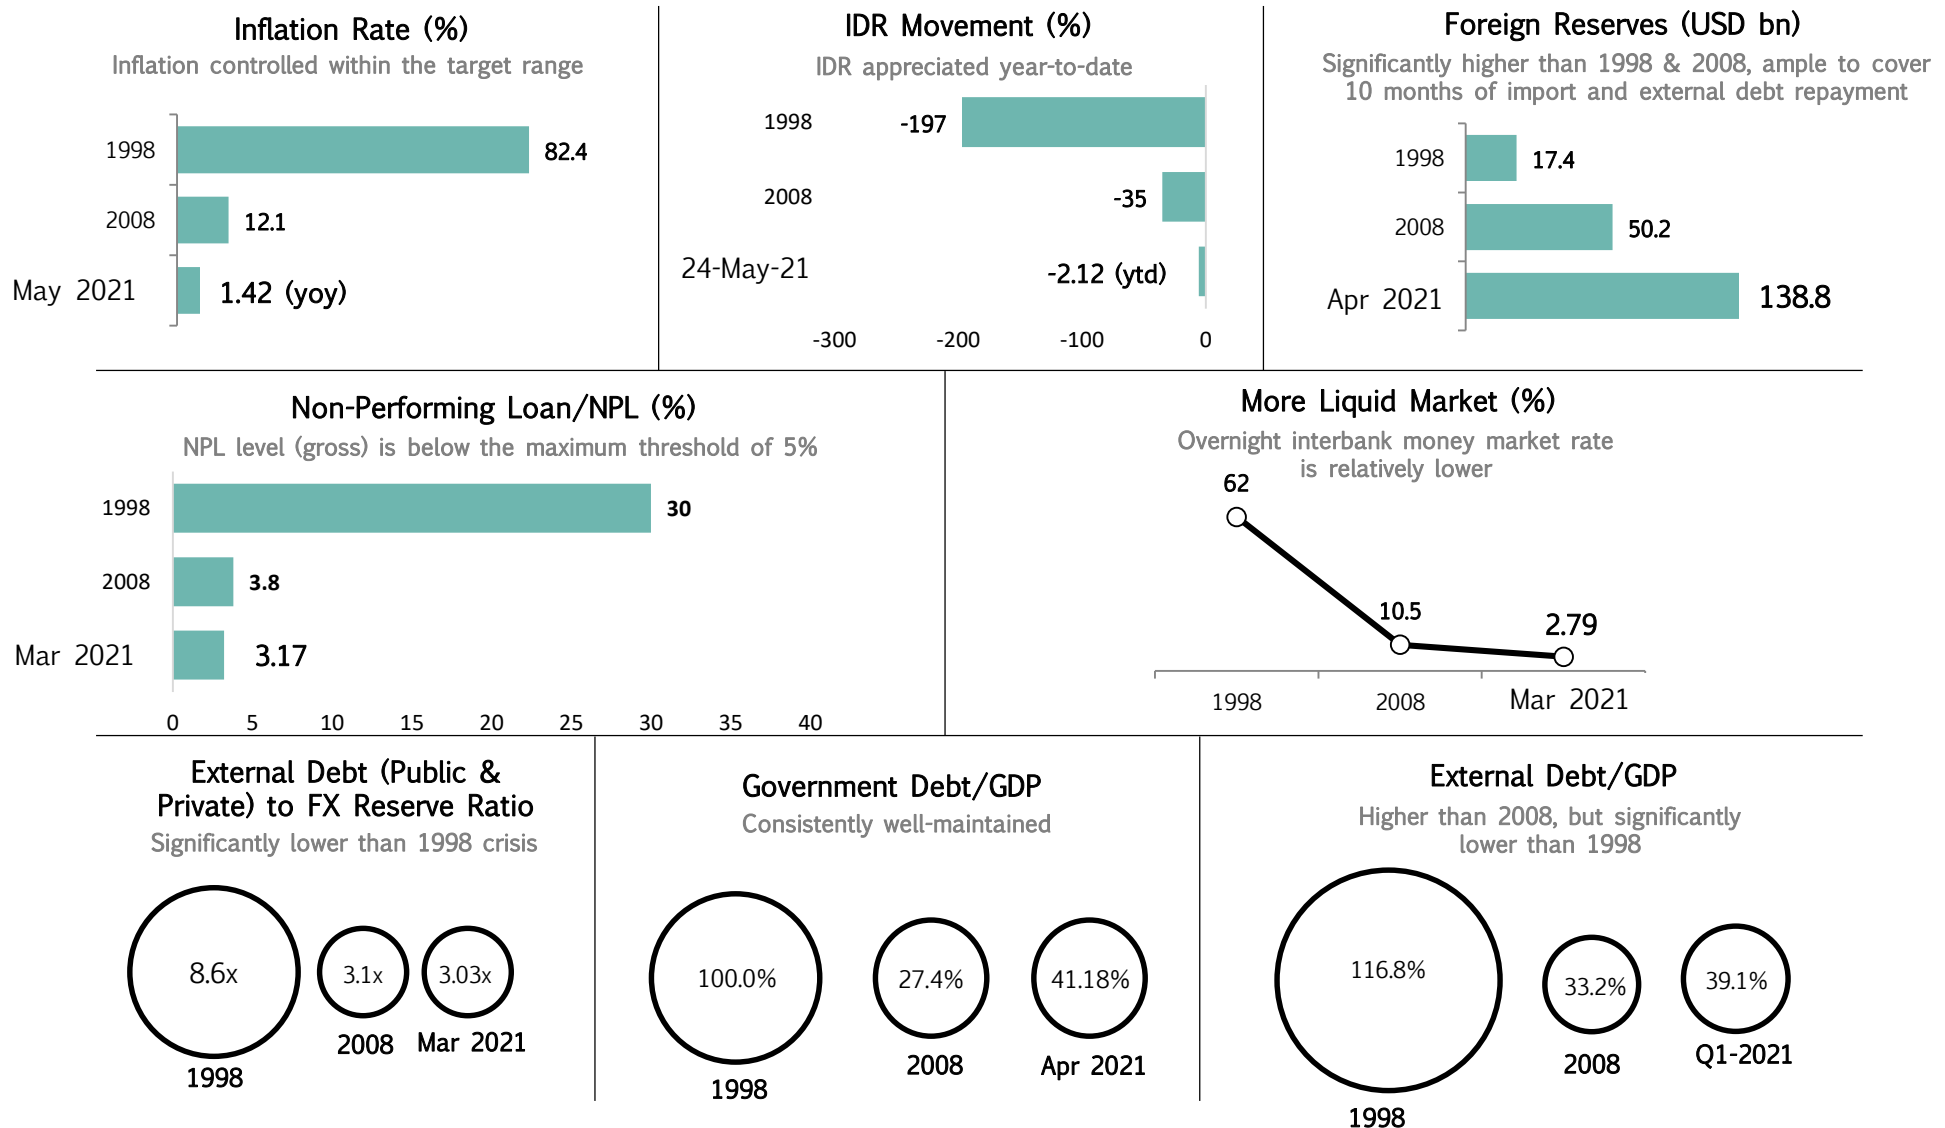 Inflation Rate (%)
Inflation controlled within the target range
1998
82.4
2008
12.1
May 2021
1.42 (yoy)
IDR Movement (%)
IDR appreciated year-to-date
1998
-197
2008
-35
24-May-21
-2.12 (ytd)
-300 -200 -100 0
Foreign Reserves (USD bn)
Significantly higher than 1998 & 2008, ample to cover
10 months of import and external debt repayment
1998
17.4
2008
50.2
Apr 2021
138.8
Non-Performing Loan/NPL (%)
NPL level (gross) is below the maximum threshold of 5%
1998
30
2008
3.8
Mar 2021
3.17
0 5 10 15 20 25 30 35 40
More Liquid Market (%)
Overnight interbank money market rate
is relatively lower
62
10.5
2.79
1998 2008 Mar 2021
External Debt (Public &
Private) to FX Reserve Ratio
Significantly lower than 1998 crisis
8.6x
3.1x
3.03x
1998
2008
Mar 2021
Government Debt/GDP
Consistently well-maintained
100.0%
27.4%
41.18%
1998
2008
Apr 2021
External Debt/GDP
Higher than 2008, but significantly
lower than 1998
116.8%
33.2%
39.1%
1998
2008
Q1-2021